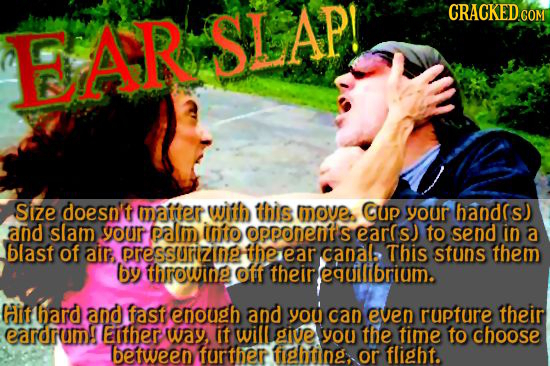 CRACKED.COM
EAR SLAP!
Size doesn't matter with this move. Cup your hand(s)
and slam your palm into opponent's ear(s) to send in a
blast of air, pressurizing the ear canal. This stuns them
by throwing off their equilibrium.
Hit hard and fast enough and you can even rupture their
eardrum! Either way, it will give you the time to choose
between further fighting, or flight.